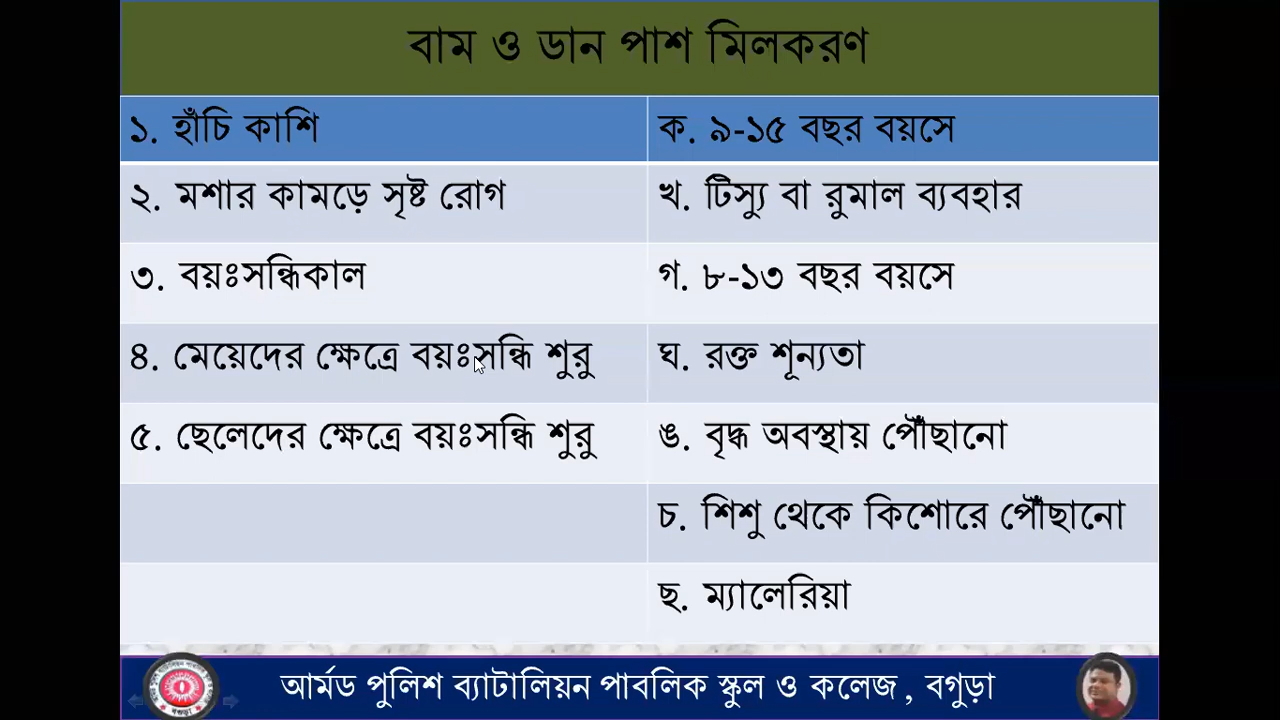 বাম ও ডান পাশ মিলকরণ
১. হাঁচি কাশি
ক. ৯-১৫ বছর বয়সে
২. মশার কামড়ে সৃষ্ট রোগ
খ. টিস্যু বা রুমাল ব্যবহার
৩. বয়ঃসন্ধিকাল
গ. ৮-১৩ বছর বয়সে
৪. মেয়েদের ক্ষেত্রে বয়ঃসন্ধি শুরু
ঘ. রক্ত শূন্যতা
৫. ছেলেদের ক্ষেত্রে বয়ঃসন্ধি শুরু
ঙ. বৃদ্ধ অবস্থায় পৌঁছানো
চ. শিশু থেকে কিশোরে পৌঁছানো
ছ. ম্যালেরিয়া
আর্মড পুলিশ ব্যাটালিয়ন পাবলিক স্কুল ও কলেজ, বগুড়া